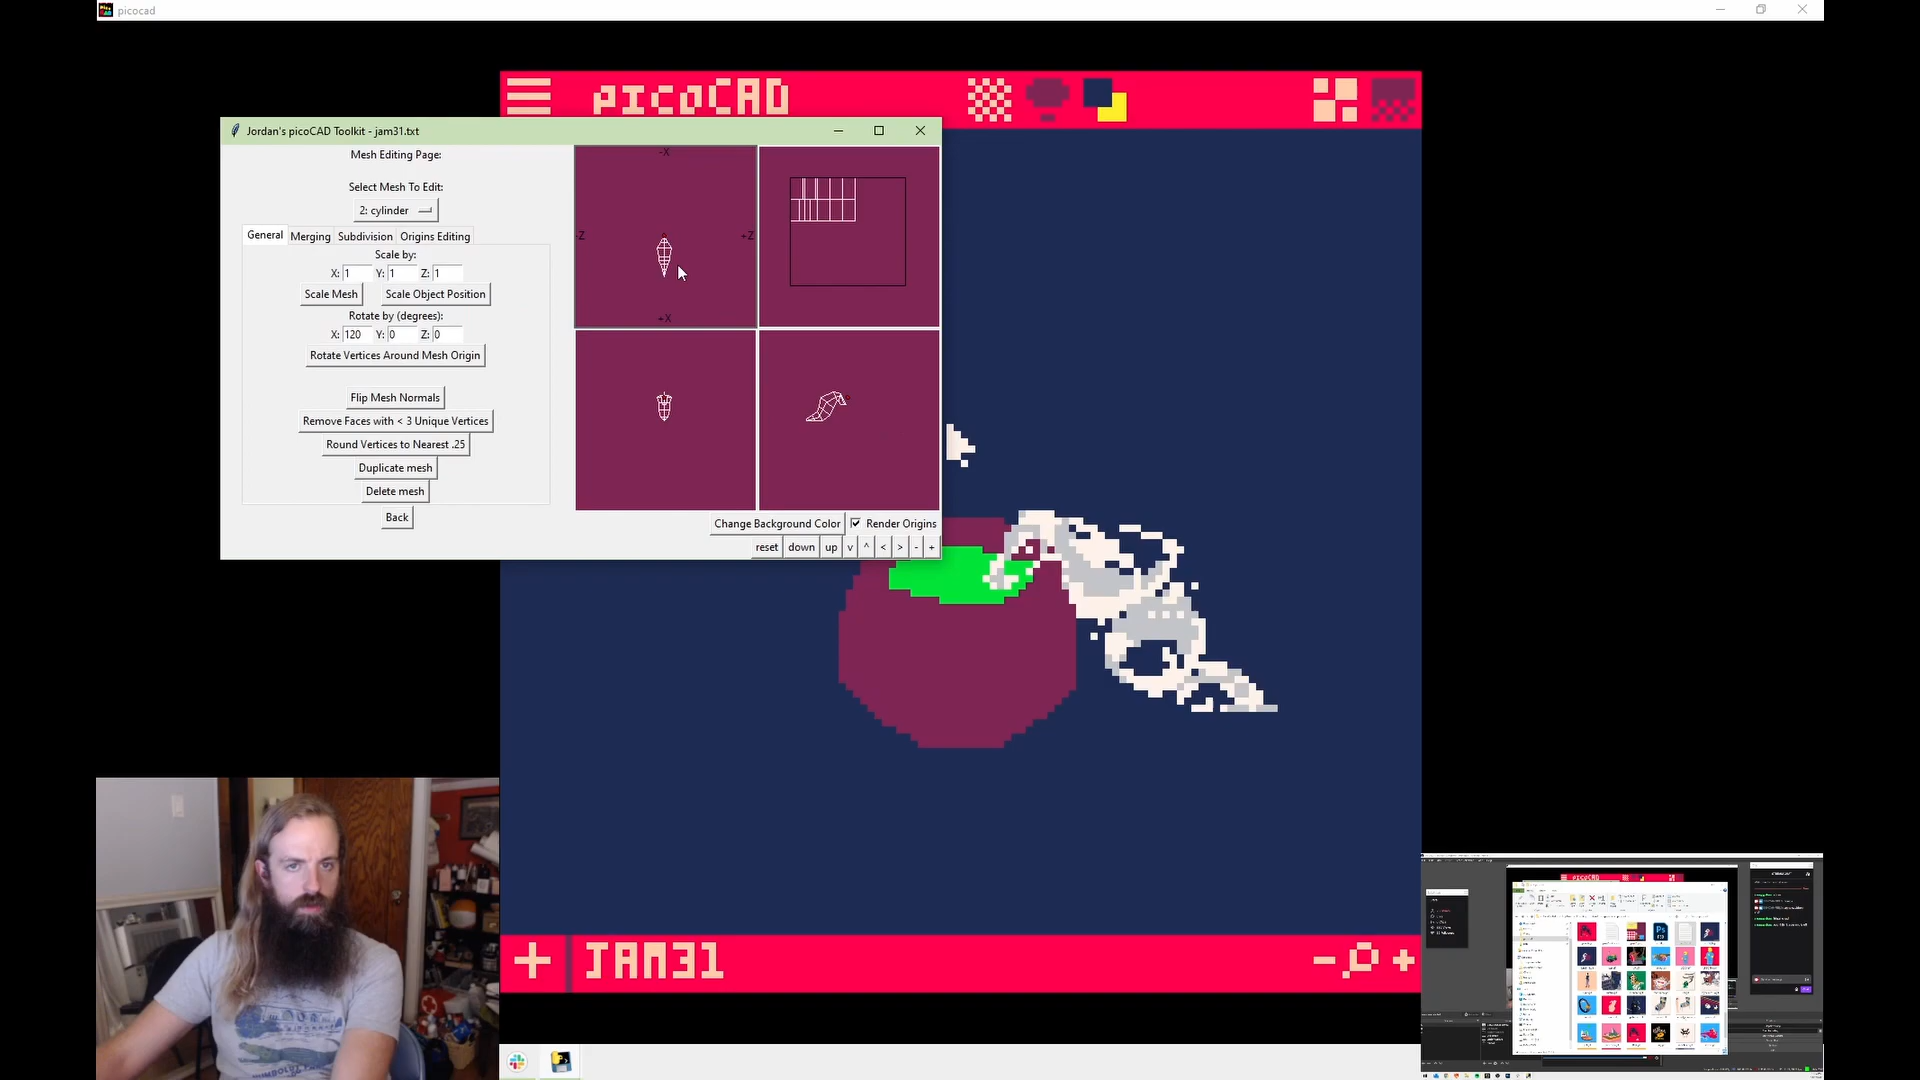 picocad
picoCAD
Jordan's picoCAD Toolkit - jam31.txt
Mesh Editing Page:
Select Mesh To Edit:
2: cylinder
General Merging Subdivision Origins Editing
Scale by:
X: 1 Y: 1 Z: 1
Scale Mesh Scale Object Position
Rotate by (degrees):
X: 120 Y: 0 Z: 0
Rotate Vertices Around Mesh Origin
Flip Mesh Normals
Remove Faces with < 3 Unique Vertices
Round Vertices to Nearest .25
Duplicate mesh
Delete mesh
Back
-X
-Z +Z
+X
Change Background Color Render Origins
reset down up v ^ < > - +
JAM31